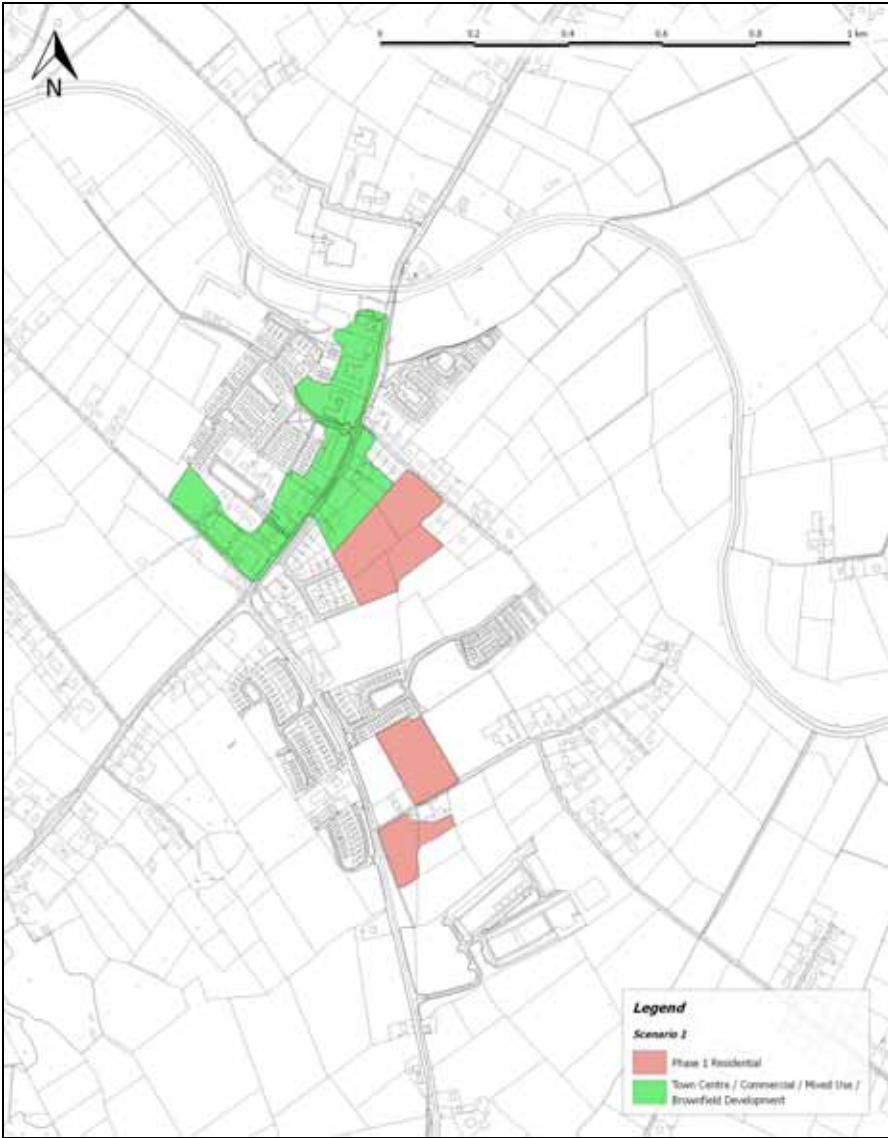 0 0.2 0.4 0.6 0.8 1 km
N
Legend
Scenario 1
Phase 1 Residential
Town Centre / Commercial / Mixed Use /
Brownfield Development